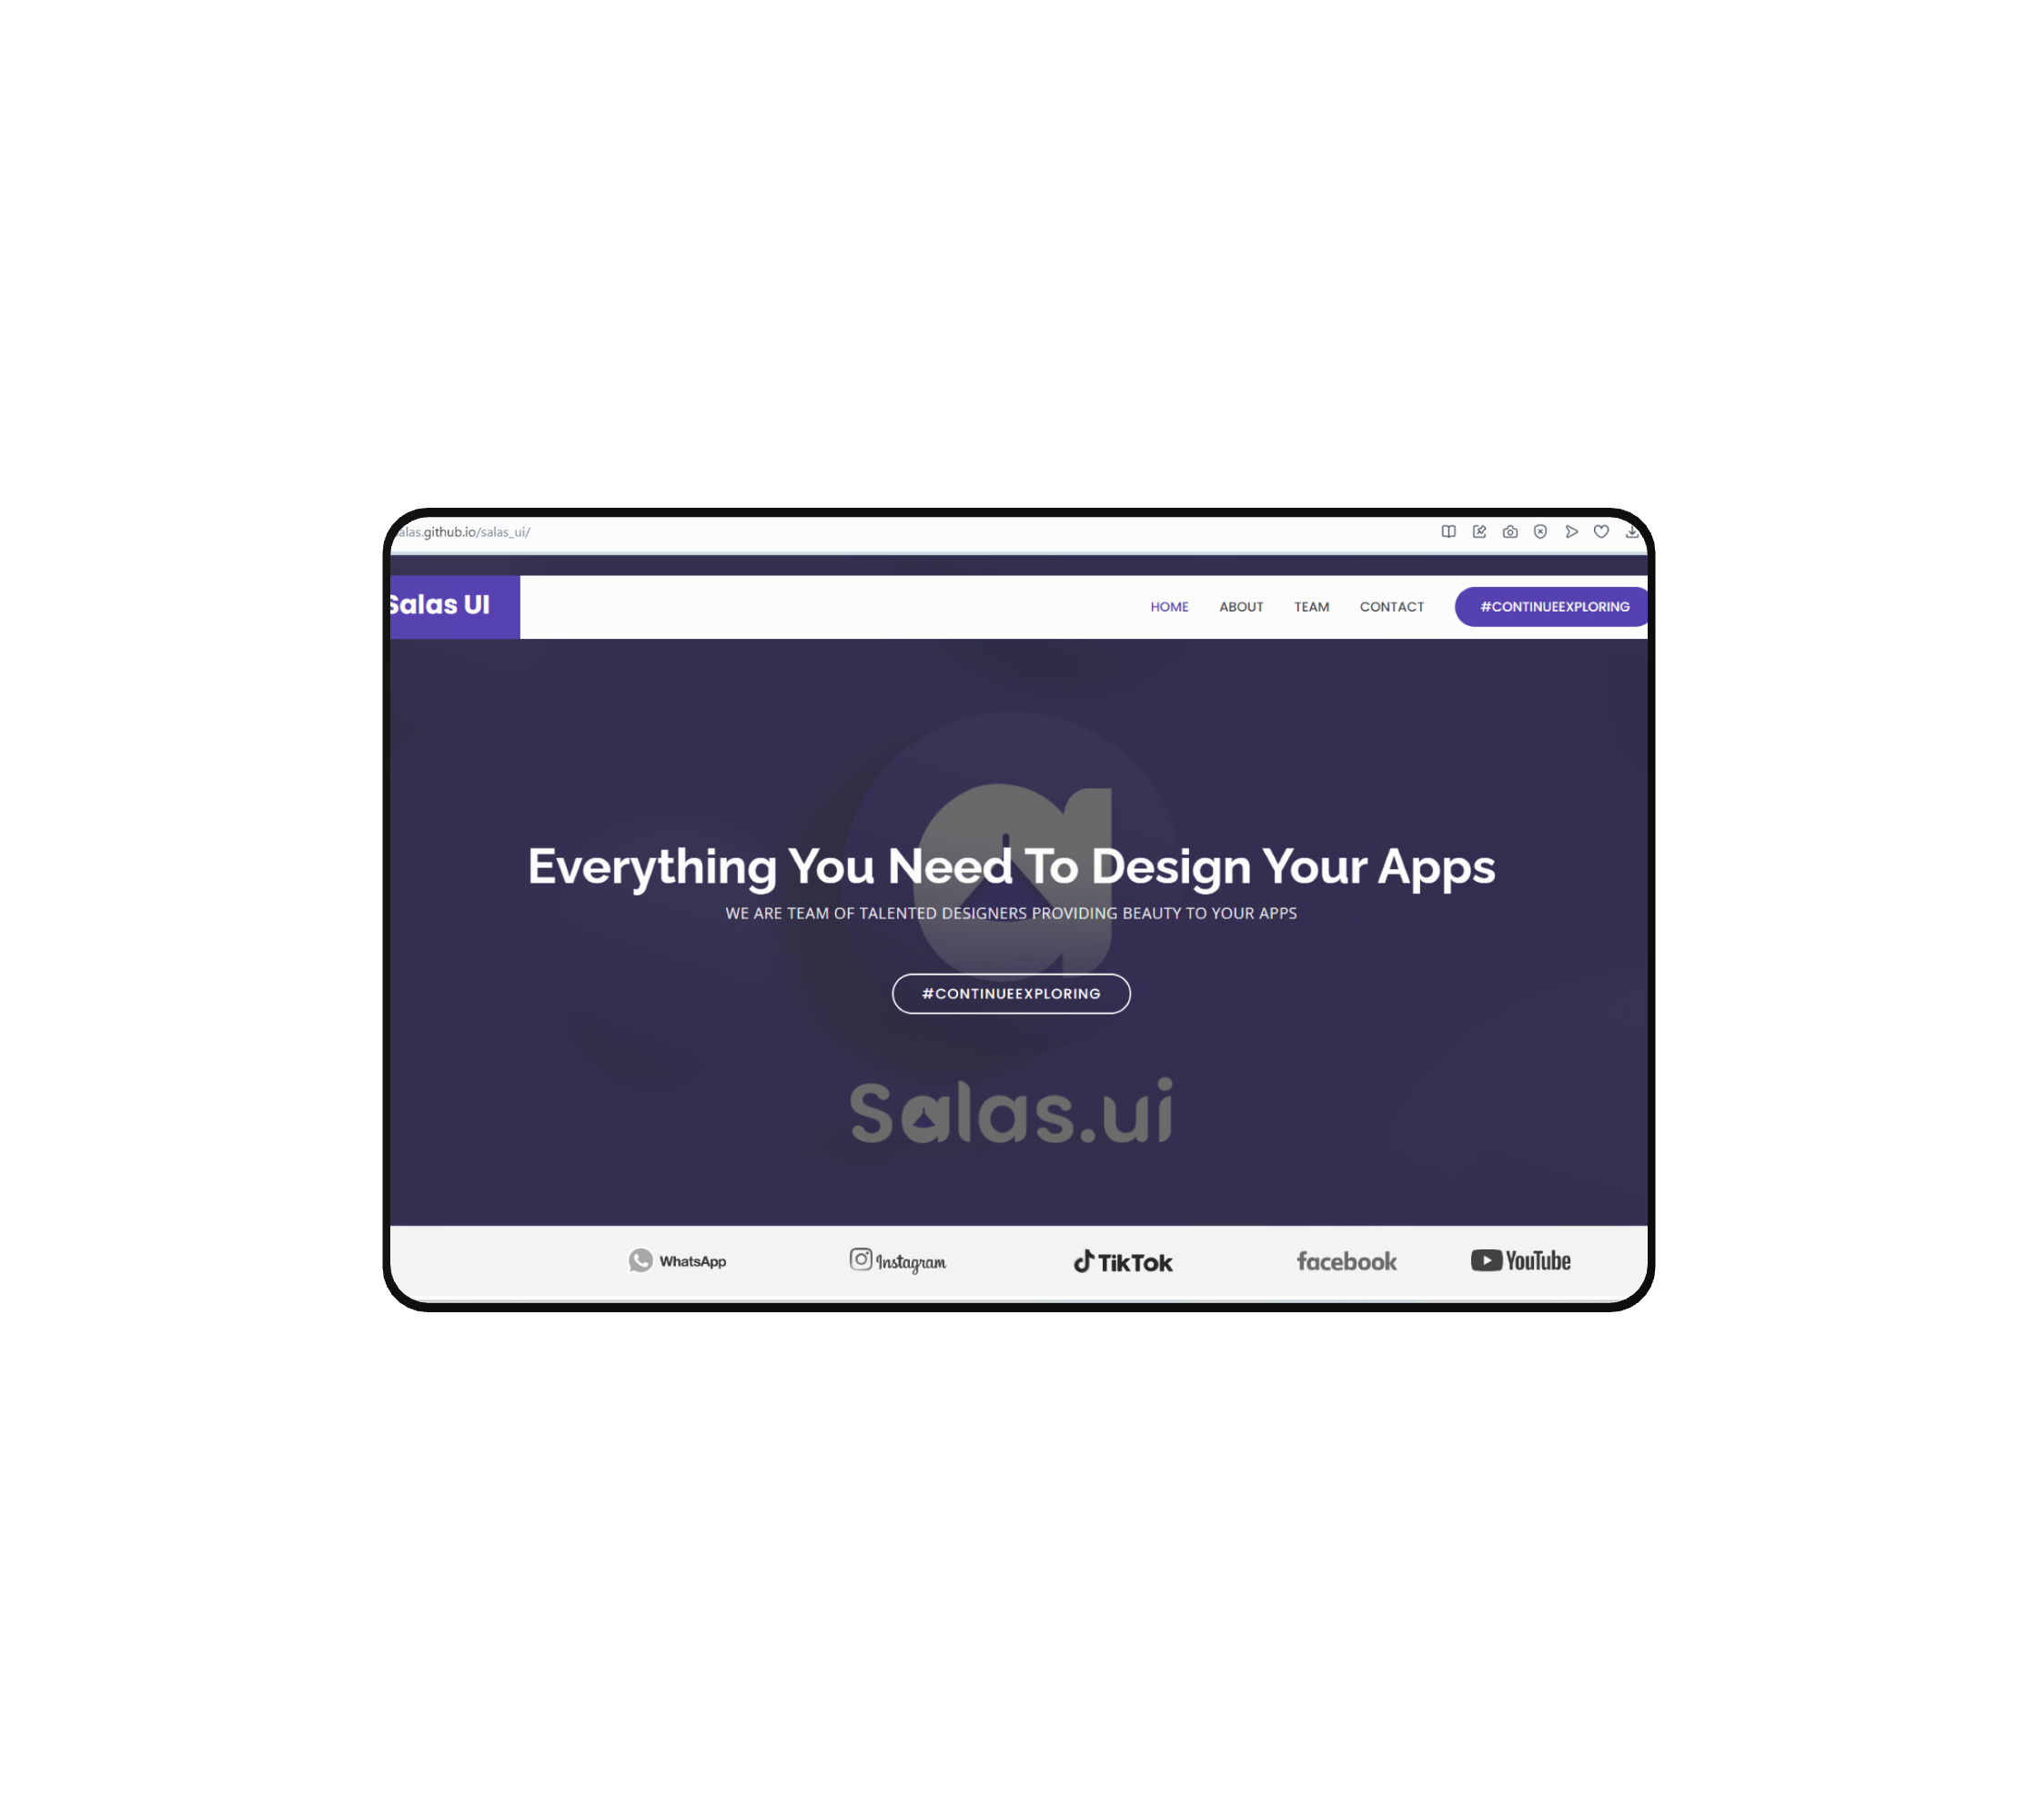 alas.github.io/salas_ui/
Salas UI
HOME ABOUT TEAM CONTACT #CONTINUEEXPLORING
Everything You Need To Design Your Apps
WE ARE TEAM OF TALENTED DESIGNERS PROVIDING BEAUTY TO YOUR APPS
#CONTINUEEXPLORING
Salas.ui
WhatsApp Instagram TikTok facebook YouTube